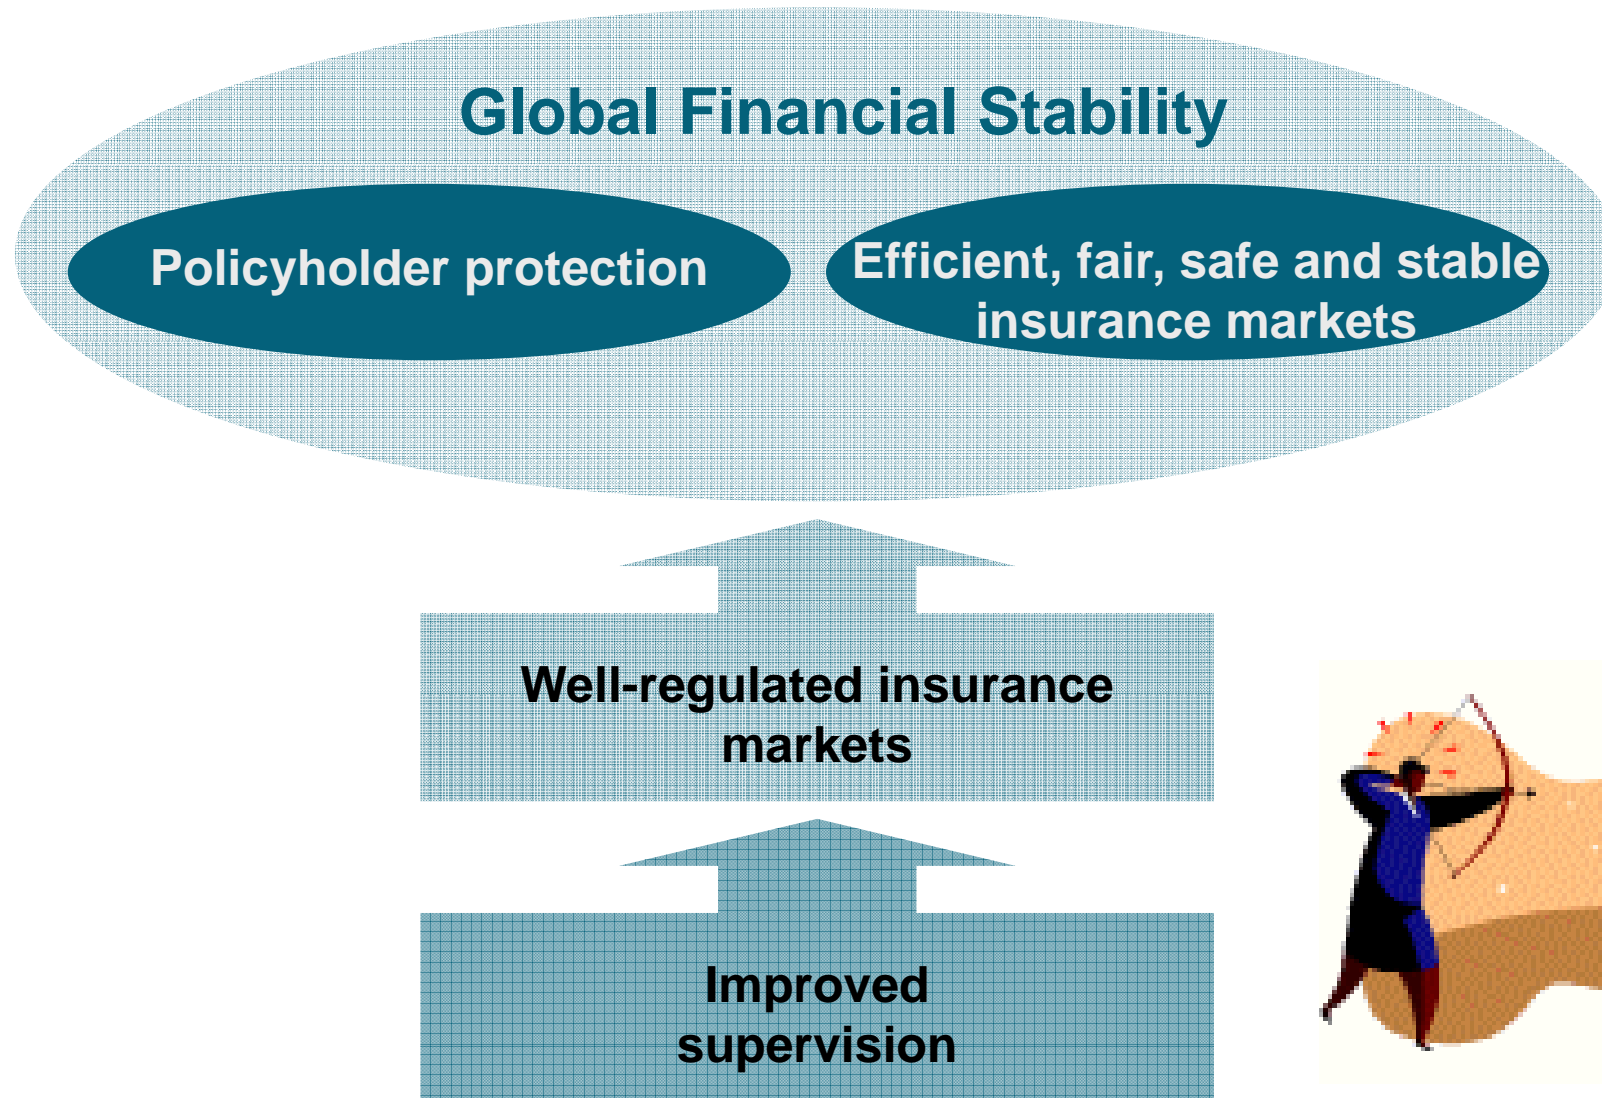 Global Financial Stability
Policyholder protection
Efficient, fair, safe and stable
insurance markets
Well-regulated insurance
markets
Improved
supervision